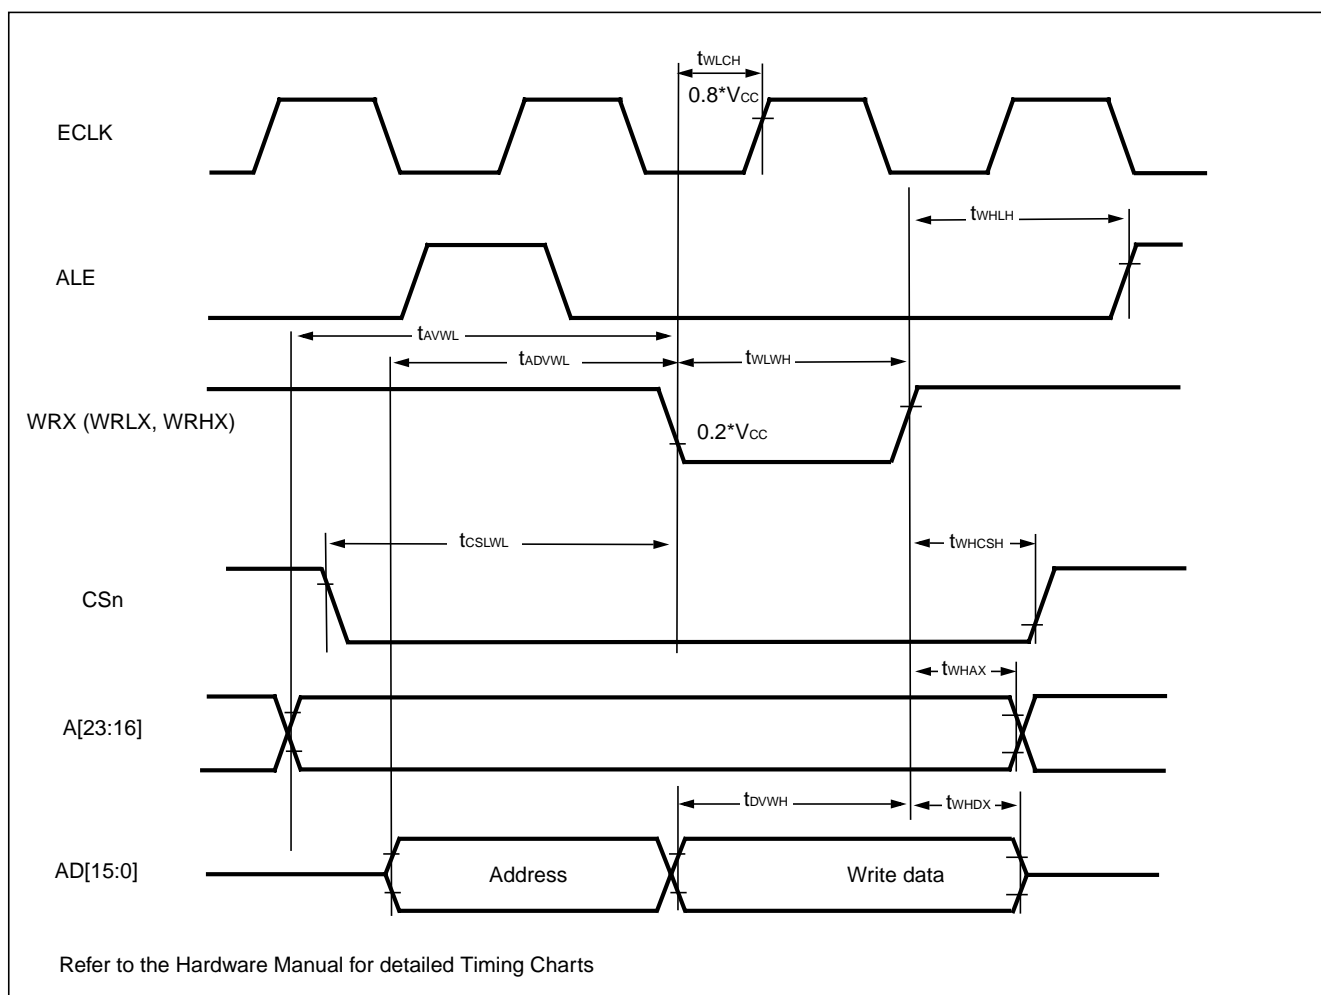 tWLCH
0.8*VCC
ECLK
tWHLH
ALE
tAVWL
tADVWL
tWLWH
WRX (WRLX, WRHX)
0.2*VCC
tCSLWL
tWHCSH
CSn
tWHAX
A[23:16]
tDVWH
tWHDX
AD[15:0]
Address
Write data
Refer to the Hardware Manual for detailed Timing Charts